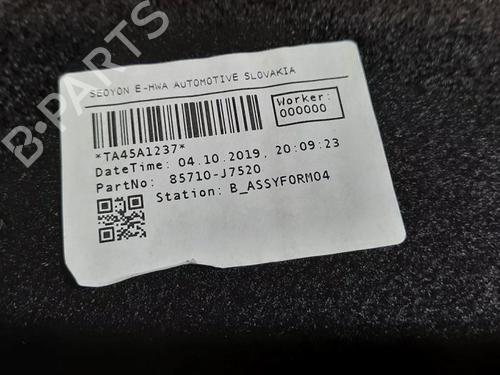 B-PARTS
SEOYON E-HWA AUTOMOTIVE SLOVAKIA
Worker:
000000
*TA45A1237*
DateTime: 04.10.2019, 20:09:23
PartNo: 85710-J7520
Station: B_ASSYFORM04